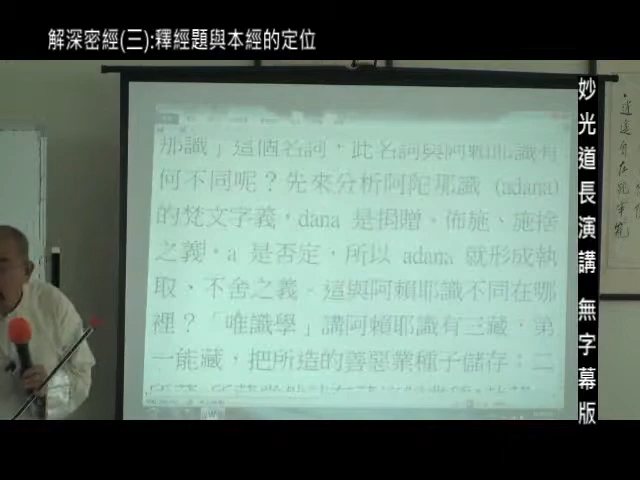 解深密經(三):釋經題與本經的定位
那識」這個名詞，此名詞與阿賴耶識有
何不同呢？先來分析阿陀那識 (adana)
的梵文字義，dana 是捐贈、佈施、施捨
之義。a 是否定，所以 adana 就形成執
取、不舍之義。這與阿賴耶識不同在哪
裡？「唯識學」講阿賴耶識有三藏，第
一能藏，把所造的善惡業種子儲存；二
妙光道長演講 無字幕版
逍遙自在